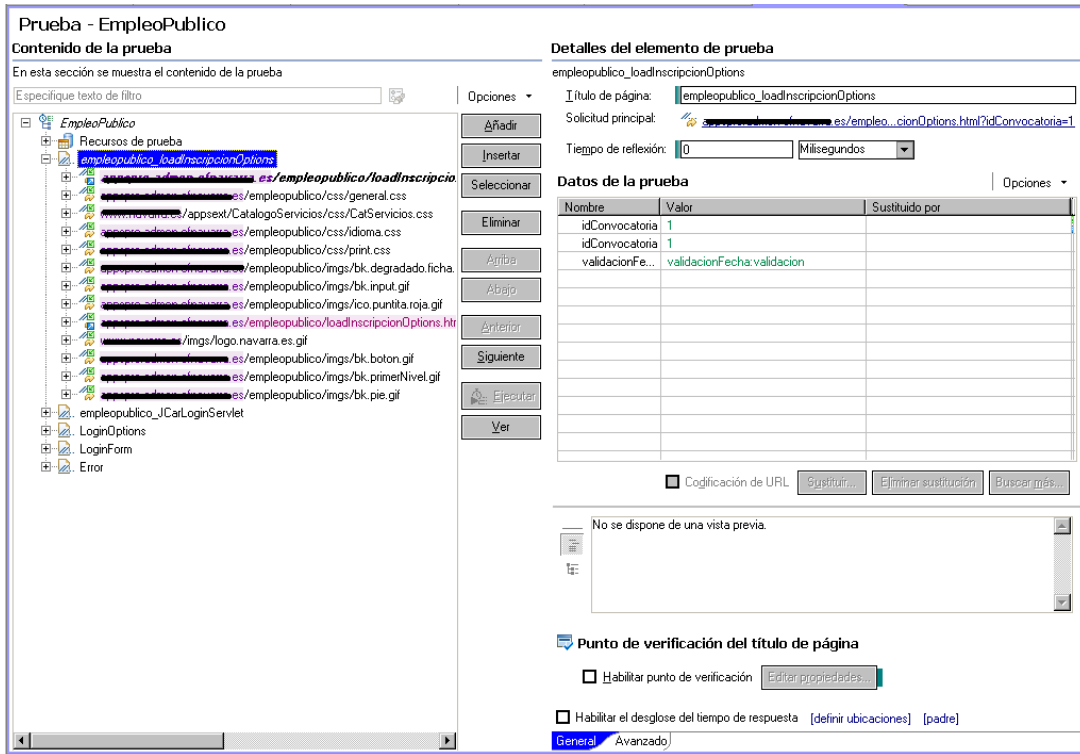 Prueba - EmpleoPublico
Contenido de la prueba
En esta sección se muestra el contenido de la prueba
Especifique texto de filtro
Opciones
EmpleoPublico
Recursos de prueba
empleopublico_loadInscripcionOptions
.es/empleopublico/loadInscripcio
es/empleopublico/css/general.css
/appsext/CatalogoServicios/css/CatServicios.css
es/empleopublico/css/idioma.css
es/empleopublico/css/print.css
/empleopublico/imgs/bk.degradado.ficha.
es/empleopublico/imgs/bk.input.gif
es/empleopublico/imgs/ico.puntita.roja.gif
.es/empleopublico/loadInscripcionOptions.htr
/imgs/logo.navarra.es.gif
es/empleopublico/imgs/bk.boton.gif
es/empleopublico/imgs/bk.primerNivel.gif
es/empleopublico/imgs/bk.pie.gif
empleopublico_JCarLoginServlet
LoginOptions
LoginForm
Error
Añadir
Insertar
Seleccionar
Eliminar
Arriba
Abajo
Anterior
Siguiente
Ejecutar
Ver
Detalles del elemento de prueba
empleopublico_loadInscripcionOptions
Título de página: empleopublico_loadInscripcionOptions
Solicitud principal: .es/empleo...cionOptions.html?idConvocatoria=1
Tiempo de reflexión: 0 Milisegundos
Datos de la prueba Opciones
Nombre Valor Sustituido por
idConvocatoria 1
idConvocatoria 1
validacionFe... validacionFecha:validacion
Codificación de URL Sustituir... Eliminar sustitución Buscar más...
No se dispone de una vista previa.
Punto de verificación del título de página
Habilitar punto de verificación Editar propiedades...
Habilitar el desglose del tiempo de respuesta [definir ubicaciones] [padre]
General Avanzado